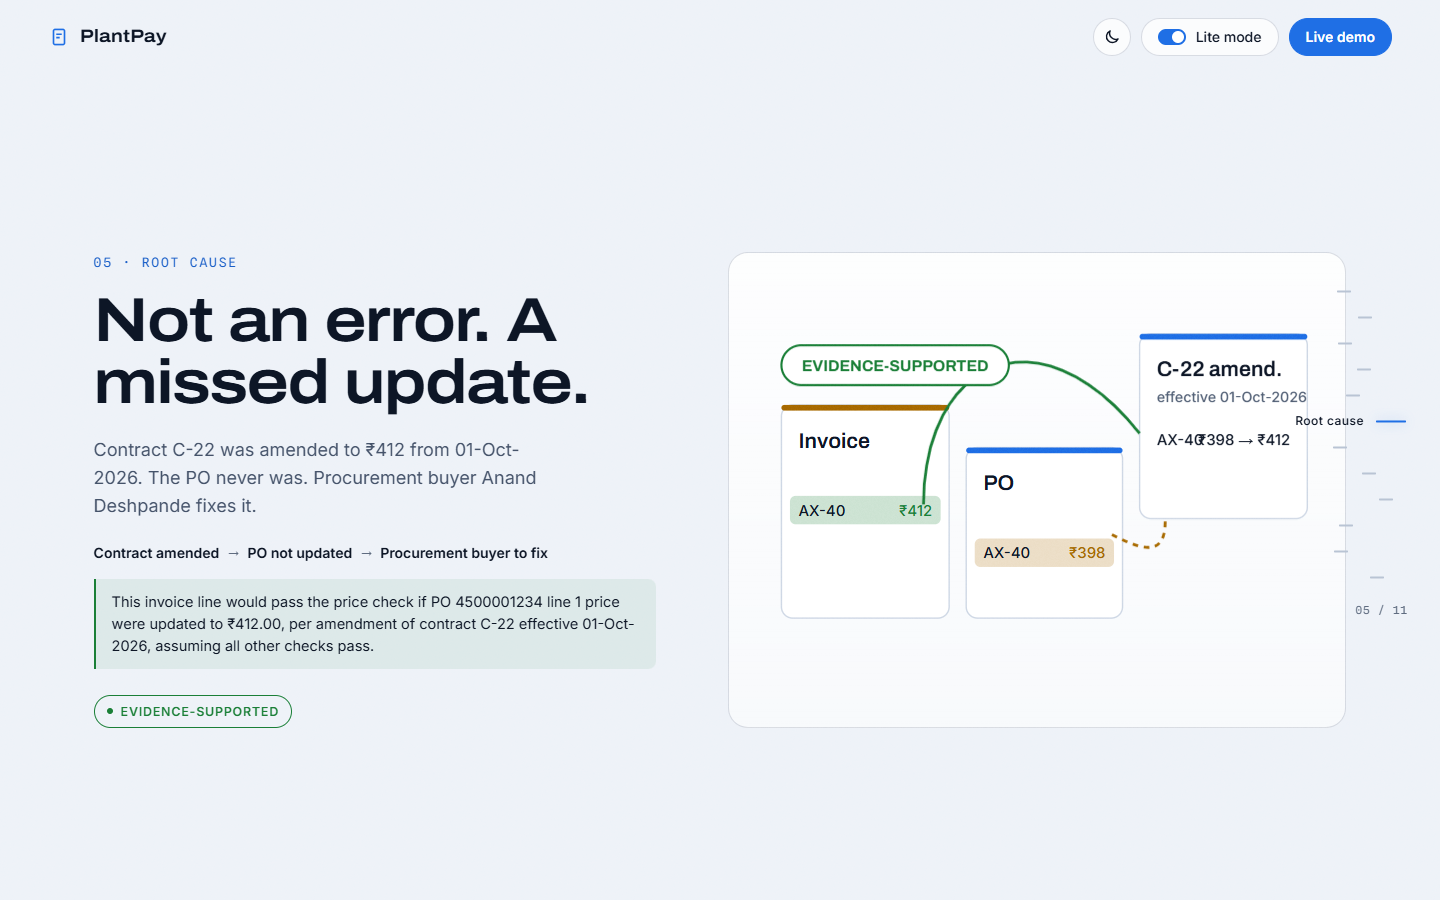 PlantPay
Lite mode
Live demo
05 · ROOT CAUSE
Not an error. A
missed update.
Contract C-22 was amended to ₹412 from 01-Oct-
2026. The PO never was. Procurement buyer Anand
Deshpande fixes it.
Contract amended → PO not updated → Procurement buyer to fix
This invoice line would pass the price check if PO 4500001234 line 1 price
were updated to ₹412.00, per amendment of contract C-22 effective 01-Oct-
2026, assuming all other checks pass.
EVIDENCE-SUPPORTED
EVIDENCE-SUPPORTED
Invoice
AX-40 ₹412
PO
AX-40 ₹398
C-22 amend.
effective 01-Oct-2026
AX-40 ₹398 → ₹412
Root cause
05 / 11